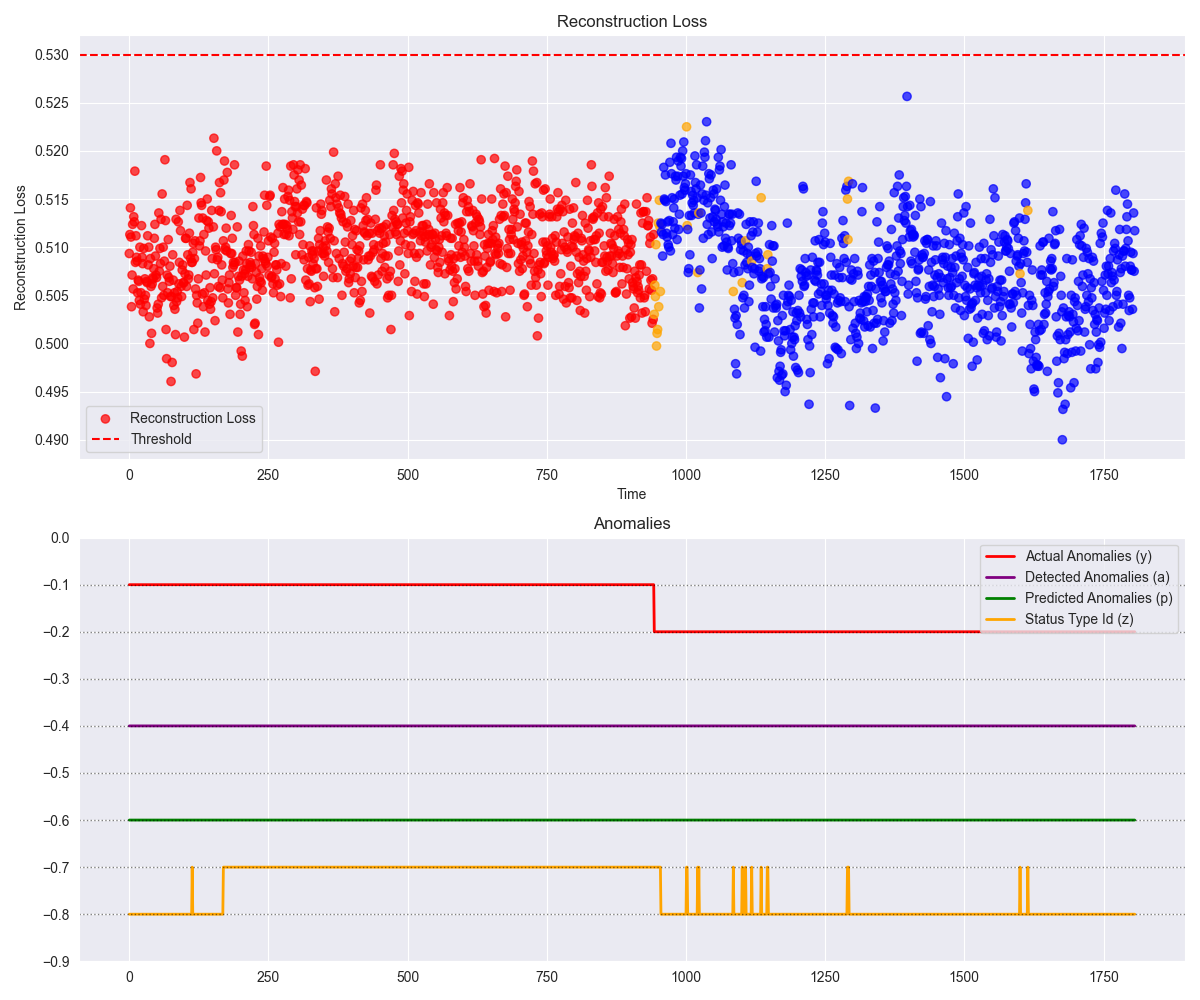 Reconstruction Loss
0.530
0.525
0.520
0.515
0.510
0.505
0.500
0.495
0.490
Reconstruction Loss
Reconstruction Loss
Threshold
0 250 500 750 1000 1250 1500 1750
Time
Anomalies
0.0
−0.1
−0.2
−0.3
−0.4
−0.5
−0.6
−0.7
−0.8
−0.9
Actual Anomalies (y)
Detected Anomalies (a)
Predicted Anomalies (p)
Status Type Id (z)
0 250 500 750 1000 1250 1500 1750